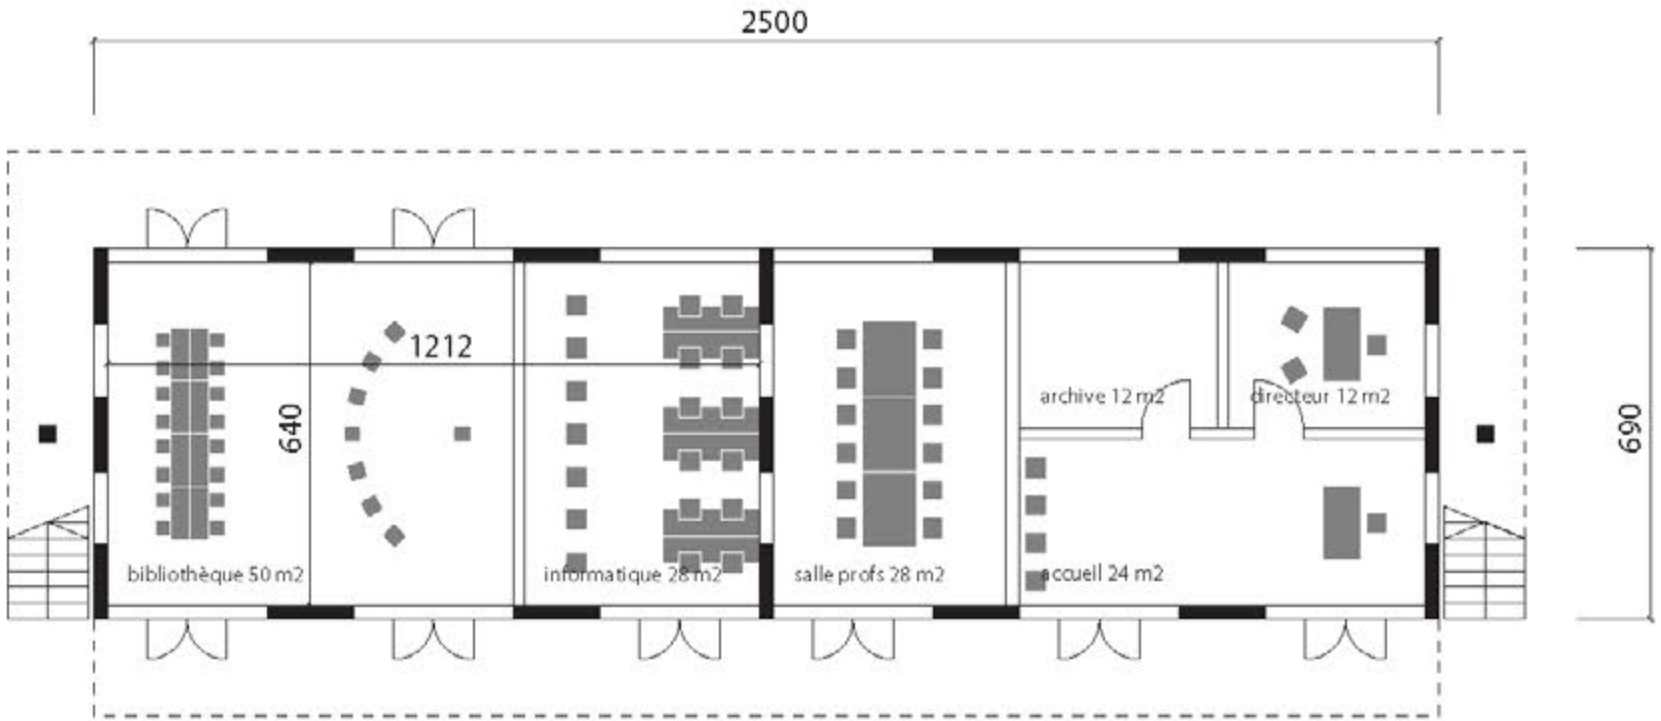 2500
1212
640
690
archive 12 m2
directeur 12 m2
bibliothèque 50 m2
informatique 28 m2
salle profs 28 m2
accueil 24 m2